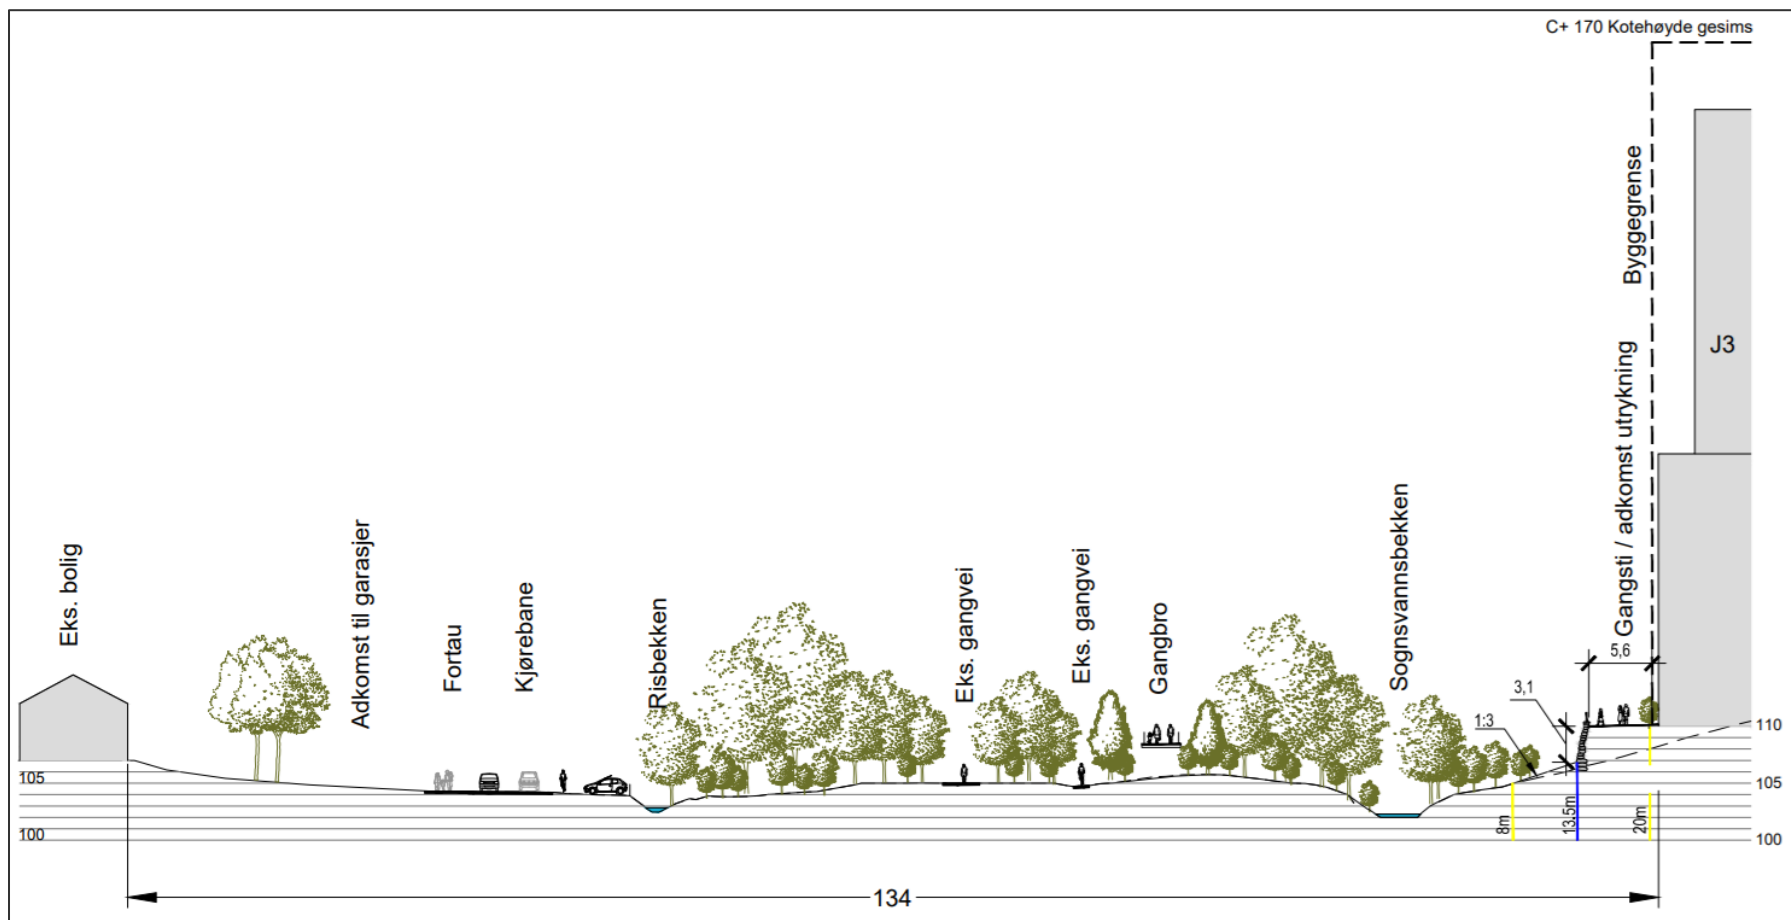 C+ 170 Kotehøyde gesims
Byggegrense
J3
Gangsti / adkomst utrykning
Eks. bolig
Adkomst til garasjer
Fortau
Kjørebane
Risbekken
Eks. gangvei
Eks. gangvei
Gangbro
Sognsvannsbekken
5,6
3,1
1:3
110
105
105
100
100
8m
13.5m
20m
134